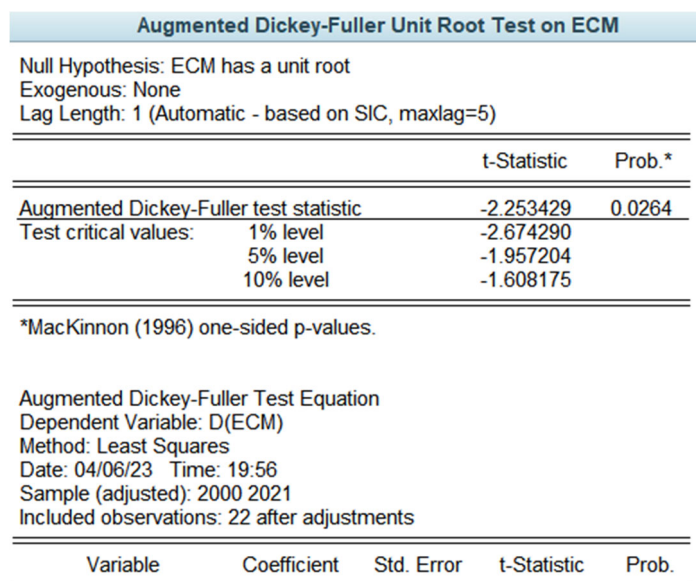 Augmented Dickey-Fuller Unit Root Test on ECM
Null Hypothesis: ECM has a unit root
Exogenous: None
Lag Length: 1 (Automatic - based on SIC, maxlag=5)
t-Statistic Prob.*
Augmented Dickey-Fuller test statistic -2.253429 0.0264
Test critical values: 1% level -2.674290
5% level -1.957204
10% level -1.608175
*MacKinnon (1996) one-sided p-values.
Augmented Dickey-Fuller Test Equation
Dependent Variable: D(ECM)
Method: Least Squares
Date: 04/06/23 Time: 19:56
Sample (adjusted): 2000 2021
Included observations: 22 after adjustments
Variable Coefficient Std. Error t-Statistic Prob.